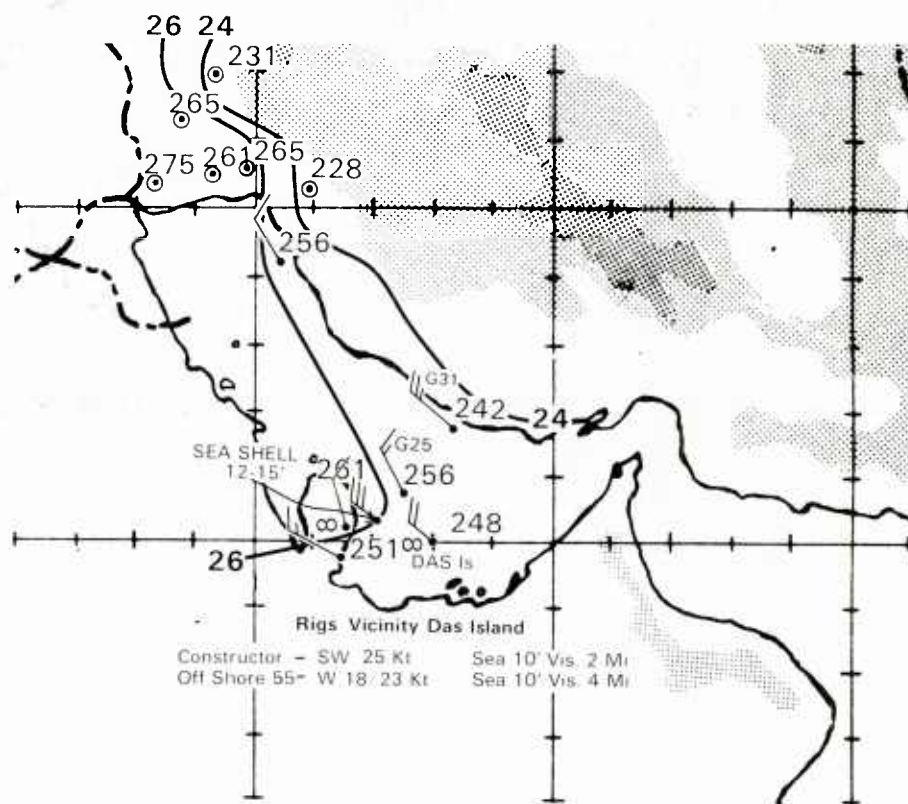 26 24
231
265
275 261 265 228
256
G31
242 24
G25
SEA SHELL
12-15'
261 256
248
251
DAS Is
26
Rigs Vicinity Das Island
Constructor – SW 25 Kt Sea 10' Vis. 2 Mi
Off Shore 55– W 18/23 Kt Sea 10' Vis. 4 Mi